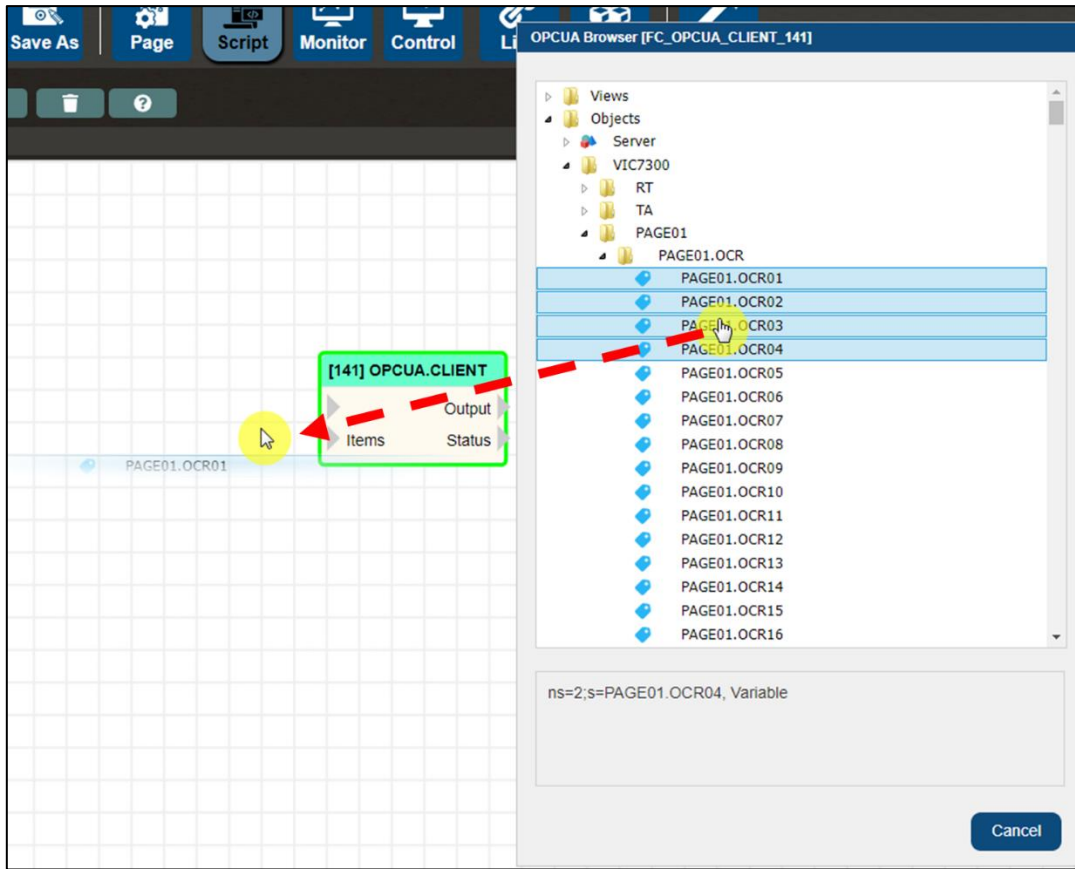 Save As
Page
Script
Monitor
Control
OPCUA Browser [FC_OPCUA_CLIENT_141]
Views
Objects
Server
VIC7300
RT
TA
PAGE01
PAGE01.OCR
PAGE01.OCR01
PAGE01.OCR02
PAGE01.OCR03
PAGE01.OCR04
PAGE01.OCR05
PAGE01.OCR06
PAGE01.OCR07
PAGE01.OCR08
PAGE01.OCR09
PAGE01.OCR10
PAGE01.OCR11
PAGE01.OCR12
PAGE01.OCR13
PAGE01.OCR14
PAGE01.OCR15
PAGE01.OCR16
[141] OPCUA.CLIENT
Output
Items Status
PAGE01.OCR01
ns=2;s=PAGE01.OCR04, Variable
Cancel